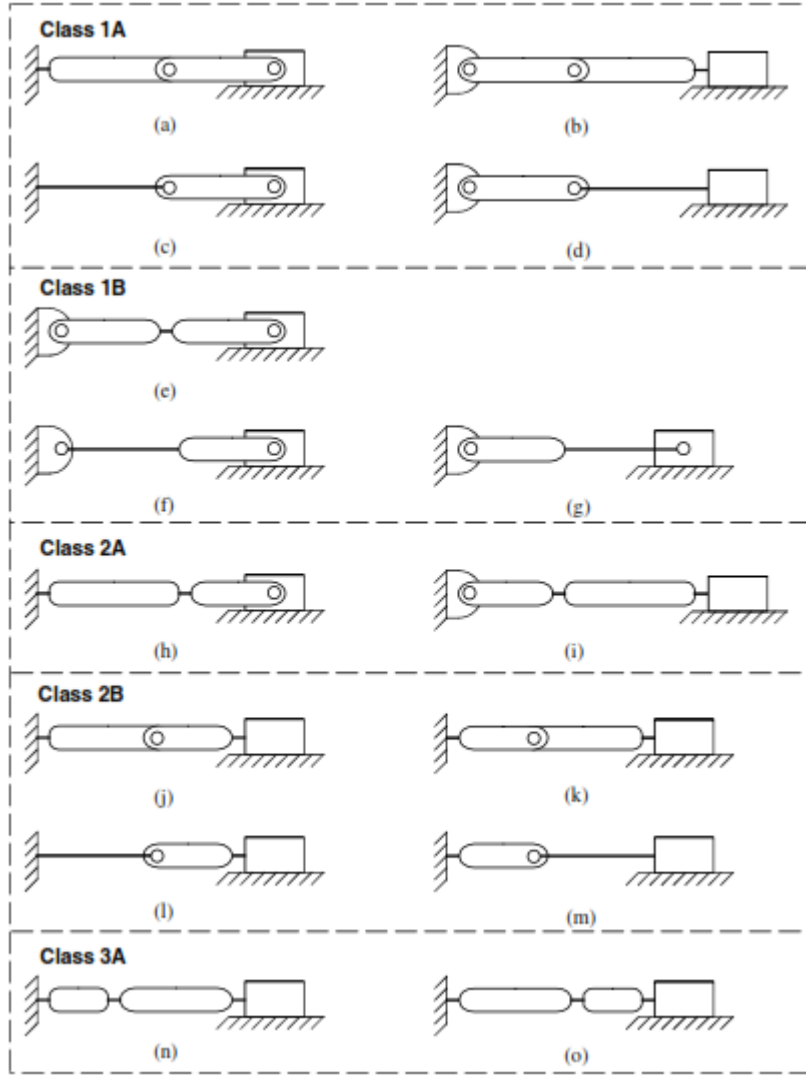 Class 1A
(a) (b)
(c) (d)
Class 1B
(e)
(f) (g)
Class 2A
(h) (i)
Class 2B
(j) (k)
(l) (m)
Class 3A
(n) (o)